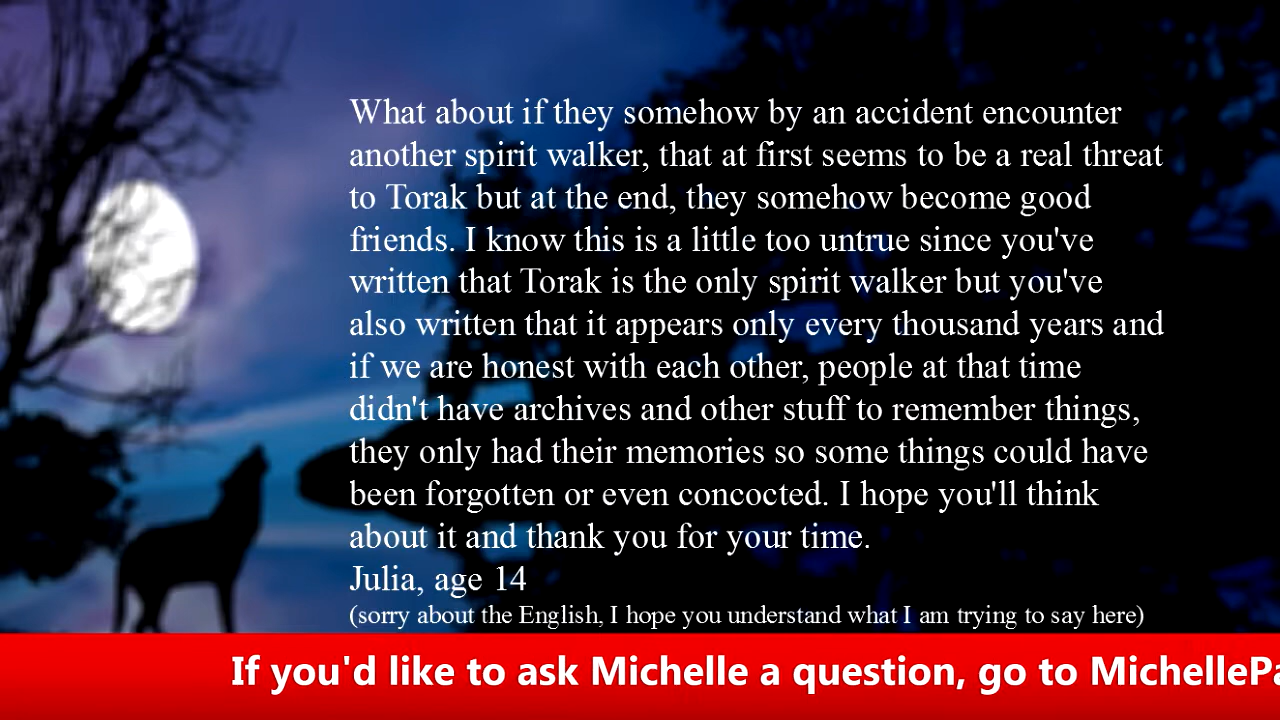 What about if they somehow by an accident encounter
another spirit walker, that at first seems to be a real threat
to Torak but at the end, they somehow become good
friends. I know this is a little too untrue since you've
written that Torak is the only spirit walker but you've
also written that it appears only every thousand years and
if we are honest with each other, people at that time
didn't have archives and other stuff to remember things,
they only had their memories so some things could have
been forgotten or even concocted. I hope you'll think
about it and thank you for your time.
Julia, age 14
(sorry about the English, I hope you understand what I am trying to say here)
If you'd like to ask Michelle a question, go to